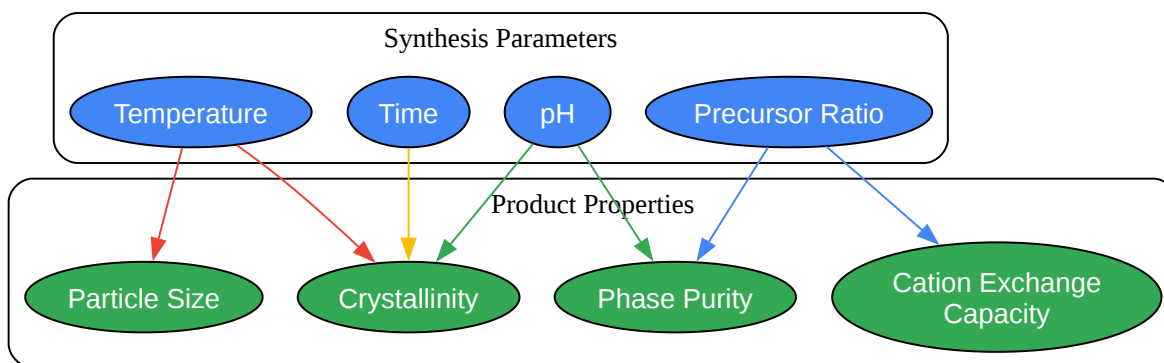 Synthesis Parameters
Temperature
Time
pH
Precursor Ratio
Product Properties
Particle Size
Crystallinity
Phase Purity
Cation Exchange
Capacity